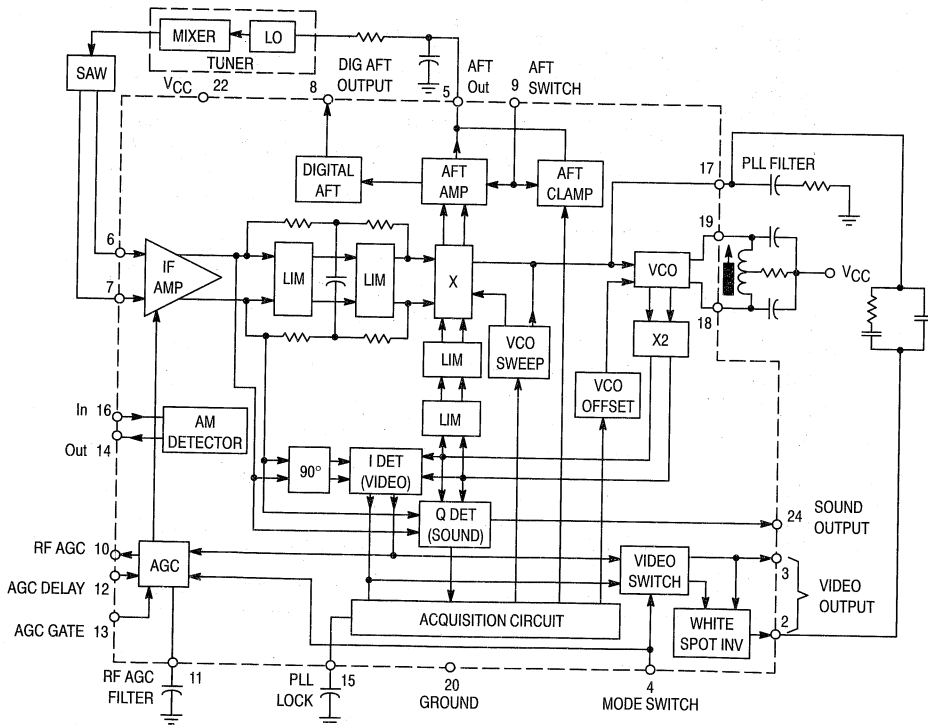 MIXER
LO
TUNER
SAW
VCC
22
DIG AFT
OUTPUT
8
AFT
Out
5
AFT
SWITCH
9
DIGITAL
AFT
AFT
AMP
AFT
CLAMP
17
PLL FILTER
6
7
IF
AMP
LIM
LIM
X
VCO
19
18
VCC
LIM
VCO
SWEEP
X2
VCO
OFFSET
LIM
In 16
Out 14
AM
DETECTOR
90°
I DET
(VIDEO)
Q DET
(SOUND)
24 SOUND
OUTPUT
RF AGC 10
AGC DELAY 12
AGC GATE 13
AGC
VIDEO
SWITCH
3
VIDEO
OUTPUT
2
ACQUISITION CIRCUIT
WHITE
SPOT INV
RF AGC
FILTER
11
PLL
LOCK
15
20
GROUND
4
MODE SWITCH